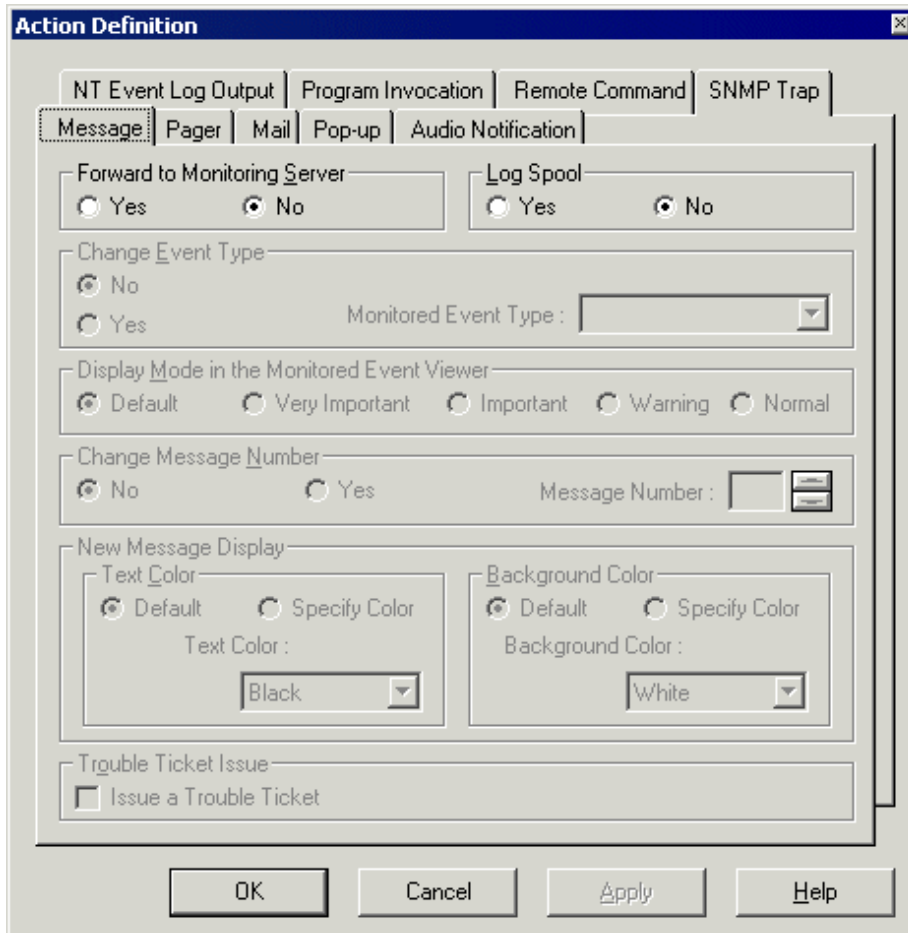 Action Definition
NT Event Log Output Program Invocation Remote Command SNMP Trap
Message Pager Mail Pop-up Audio Notification
Forward to Monitoring Server Log Spool
Yes No Yes No
Change Event Type
No
Yes Monitored Event Type :
Display Mode in the Monitored Event Viewer
Default Very Important Important Warning Normal
Change Message Number
No Yes Message Number :
New Message Display
Text Color Background Color
Default Specify Color Default Specify Color
Text Color : Background Color :
Black White
Trouble Ticket Issue
Issue a Trouble Ticket
OK Cancel Apply Help